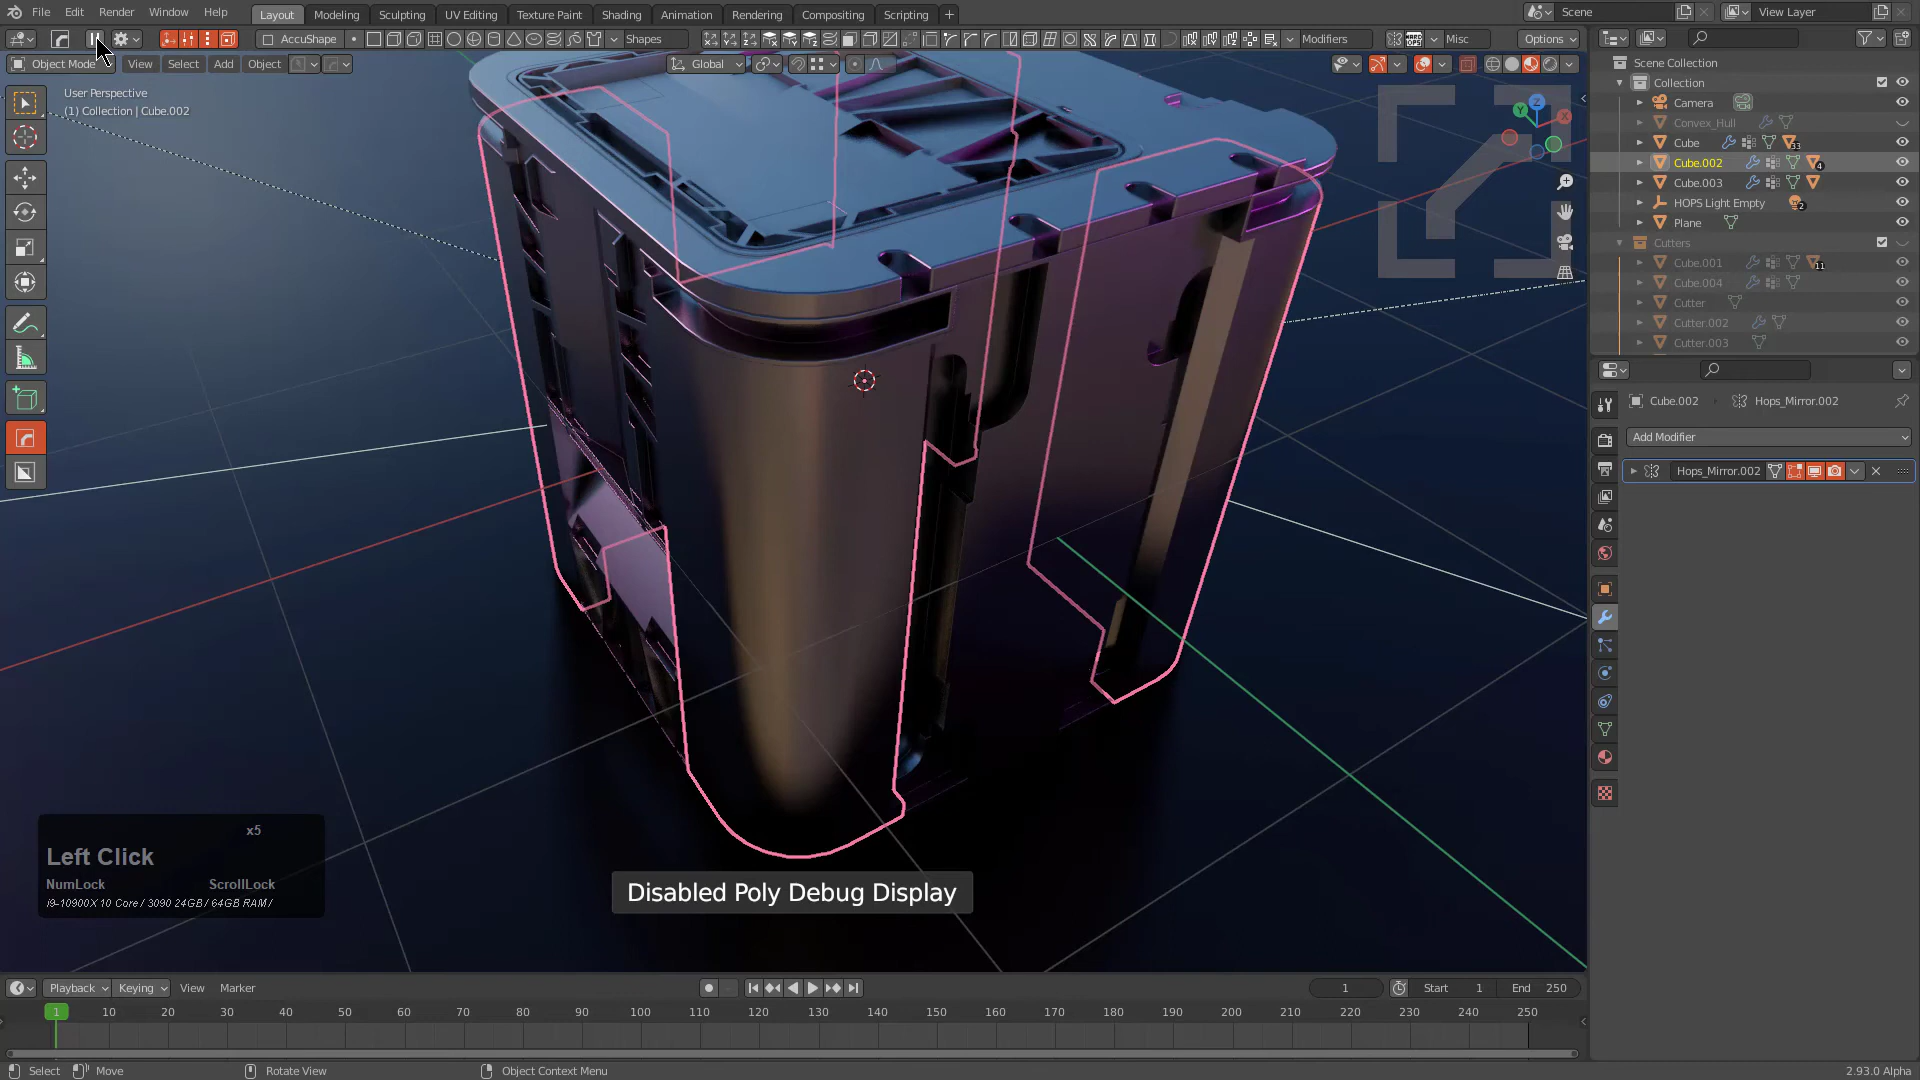 File Edit Render Window Help Layout Modeling Sculpting UV Editing Texture Paint Shading Animation Rendering Compositing Scripting Scene View Layer
AccuShape Shapes Modifiers Misc Options
Object Mode View Select Add Object Global
User Perspective
(1) Collection | Cube.002
Z
Y
X
Scene Collection
Collection
Camera
Convex_Hull
Cube 33
Cube.002 4
Cube.003
HOPS Light Empty 2
Plane
Cutters
Cube.001 11
Cube.004
Cutter
Cutter.002
Cutter.003
Cube.002 Hops_Mirror.002
Add Modifier
Hops_Mirror.002
x5
Left Click
NumLock ScrollLock
i9-10900X 10 Core / 3090 24GB / 64GB RAM /
Disabled Poly Debug Display
Playback Keying View Marker 1 Start 1 End 250
1 10 20 30 40 50 60 70 80 90 100 110 120 130 140 150 160 170 180 190 200 210 220 230 240 250
Select Move Rotate View Object Context Menu 2.93.0 Alpha